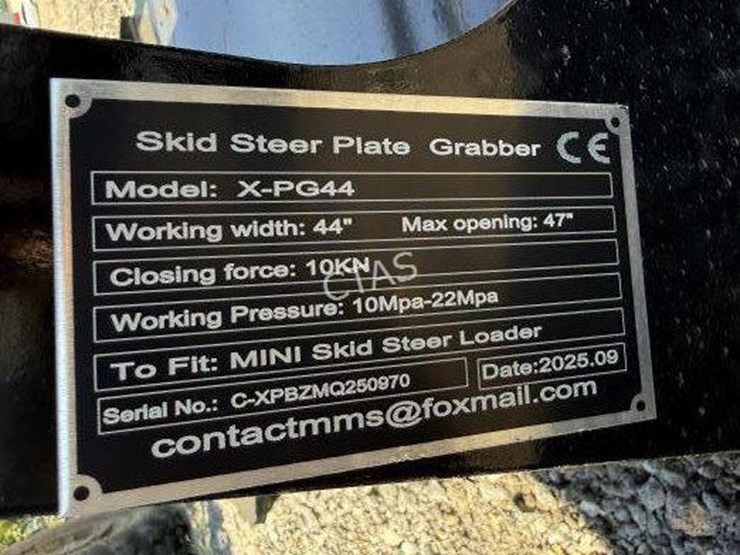 Skid Steer Plate Grabber CE
Model: X-PG44
Working width: 44" Max opening: 47"
Closing force: 10KN
CIAS
Working Pressure: 10Mpa-22Mpa
To Fit: MINI Skid Steer Loader
Serial No.: C-XPBZMQ250970 Date:2025.09
contactmms@foxmail.com